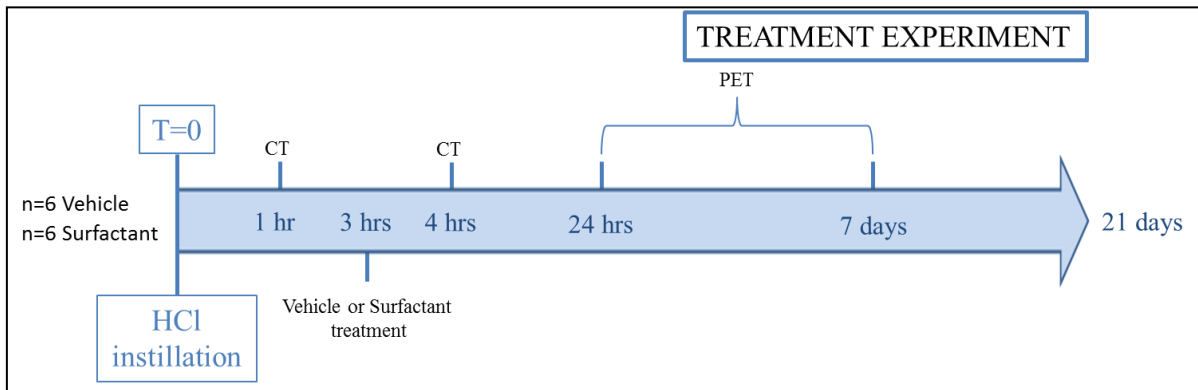 TREATMENT EXPERIMENT
PET
T=0
CT
CT
n=6 Vehicle
n=6 Surfactant
1 hr
3 hrs
4 hrs
24 hrs
7 days
21 days
Vehicle or Surfactant
treatment
HCl
instillation